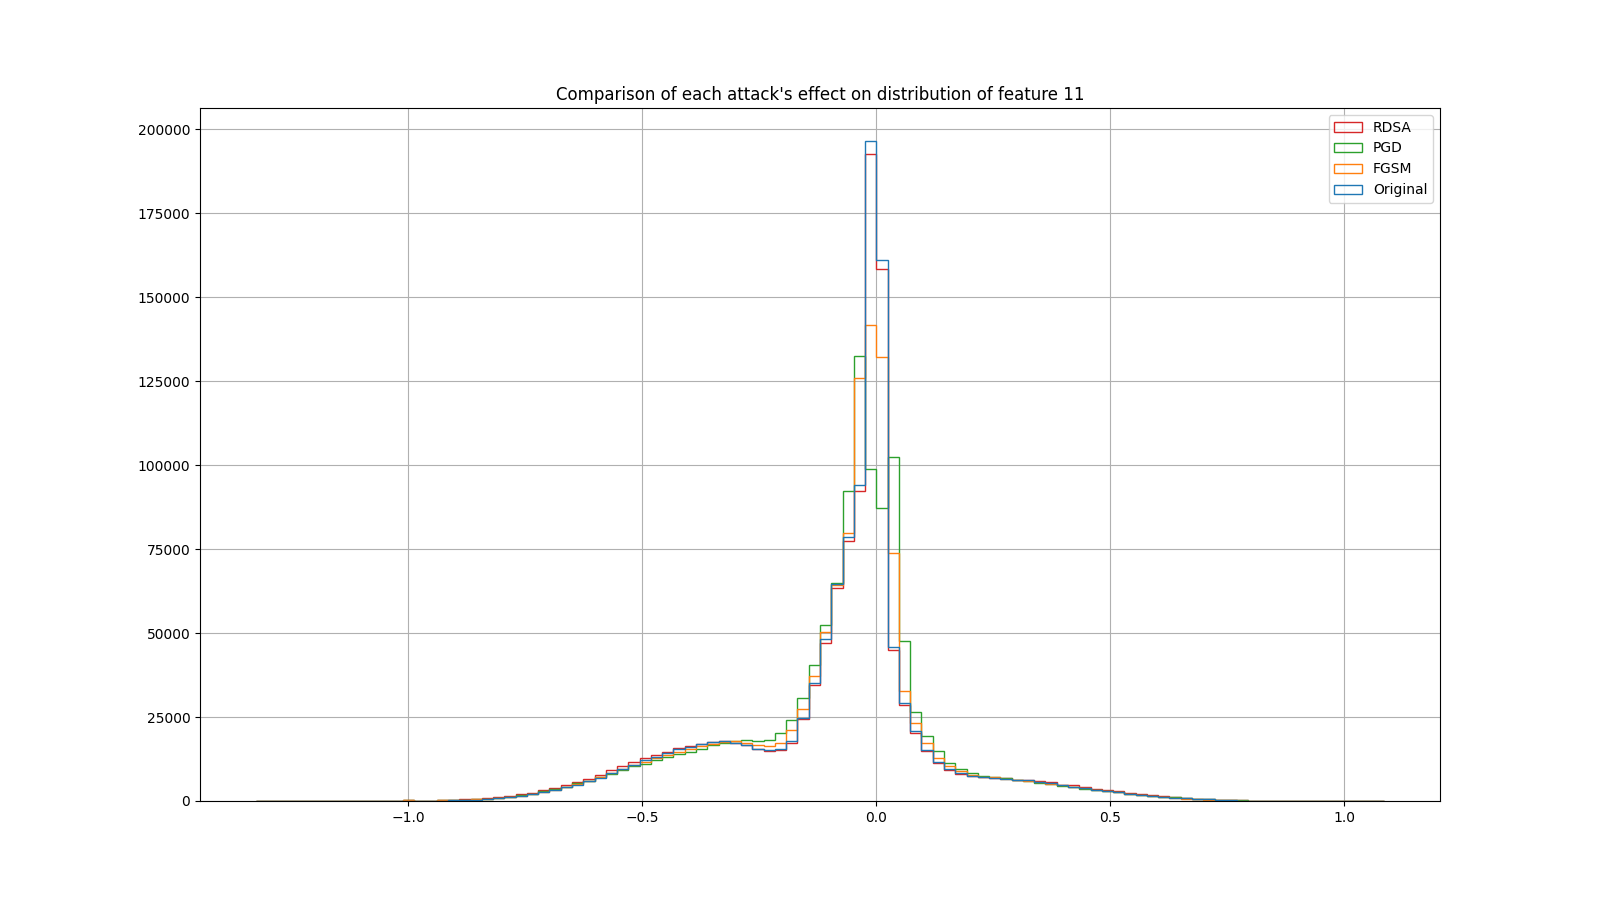 Comparison of each attack's effect on distribution of feature 11
RDSA
PGD
FGSM
Original
200000
175000
150000
125000
100000
75000
50000
25000
0
−1.0 −0.5 0.0 0.5 1.0